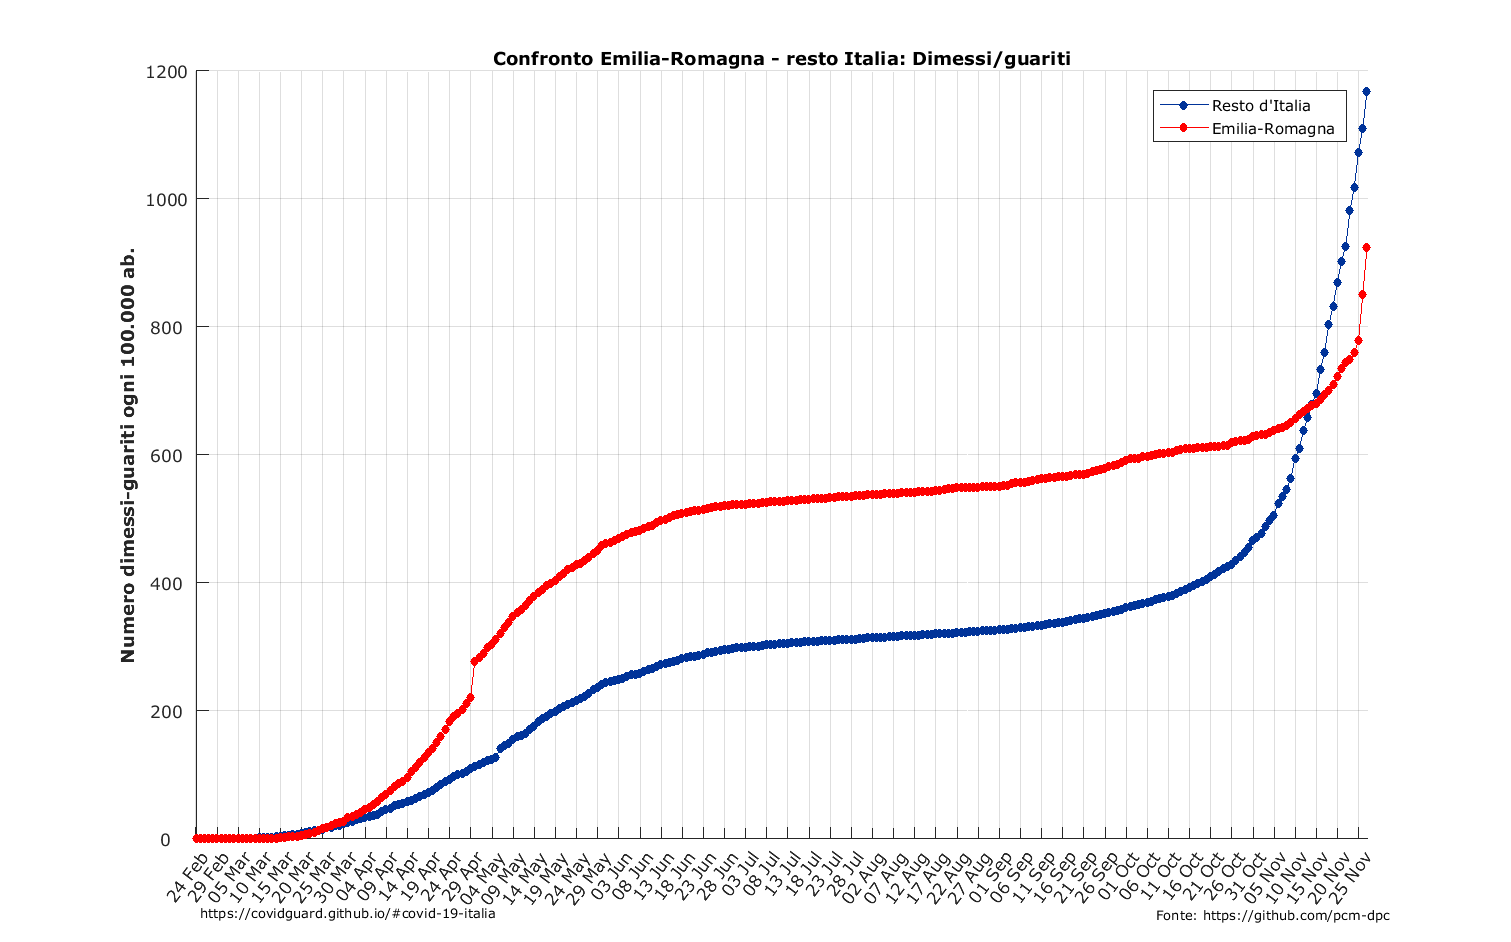 Confronto Emilia-Romagna - resto Italia: Dimessi/guariti
Resto d'Italia
Emilia-Romagna
Numero dimessi-guariti ogni 100.000 ab.
1200
1000
800
600
400
200
0
24 Feb
29 Feb
05 Mar
10 Mar
15 Mar
20 Mar
25 Mar
30 Mar
04 Apr
09 Apr
14 Apr
19 Apr
24 Apr
29 Apr
04 May
09 May
14 May
19 May
24 May
29 May
03 Jun
08 Jun
13 Jun
18 Jun
23 Jun
28 Jun
03 Jul
08 Jul
13 Jul
18 Jul
23 Jul
28 Jul
02 Aug
07 Aug
12 Aug
17 Aug
22 Aug
27 Aug
01 Sep
06 Sep
11 Sep
16 Sep
21 Sep
26 Sep
01 Oct
06 Oct
11 Oct
16 Oct
21 Oct
26 Oct
31 Oct
05 Nov
10 Nov
15 Nov
20 Nov
25 Nov
https://covidguard.github.io/#covid-19-italia
Fonte: https://github.com/pcm-dpc